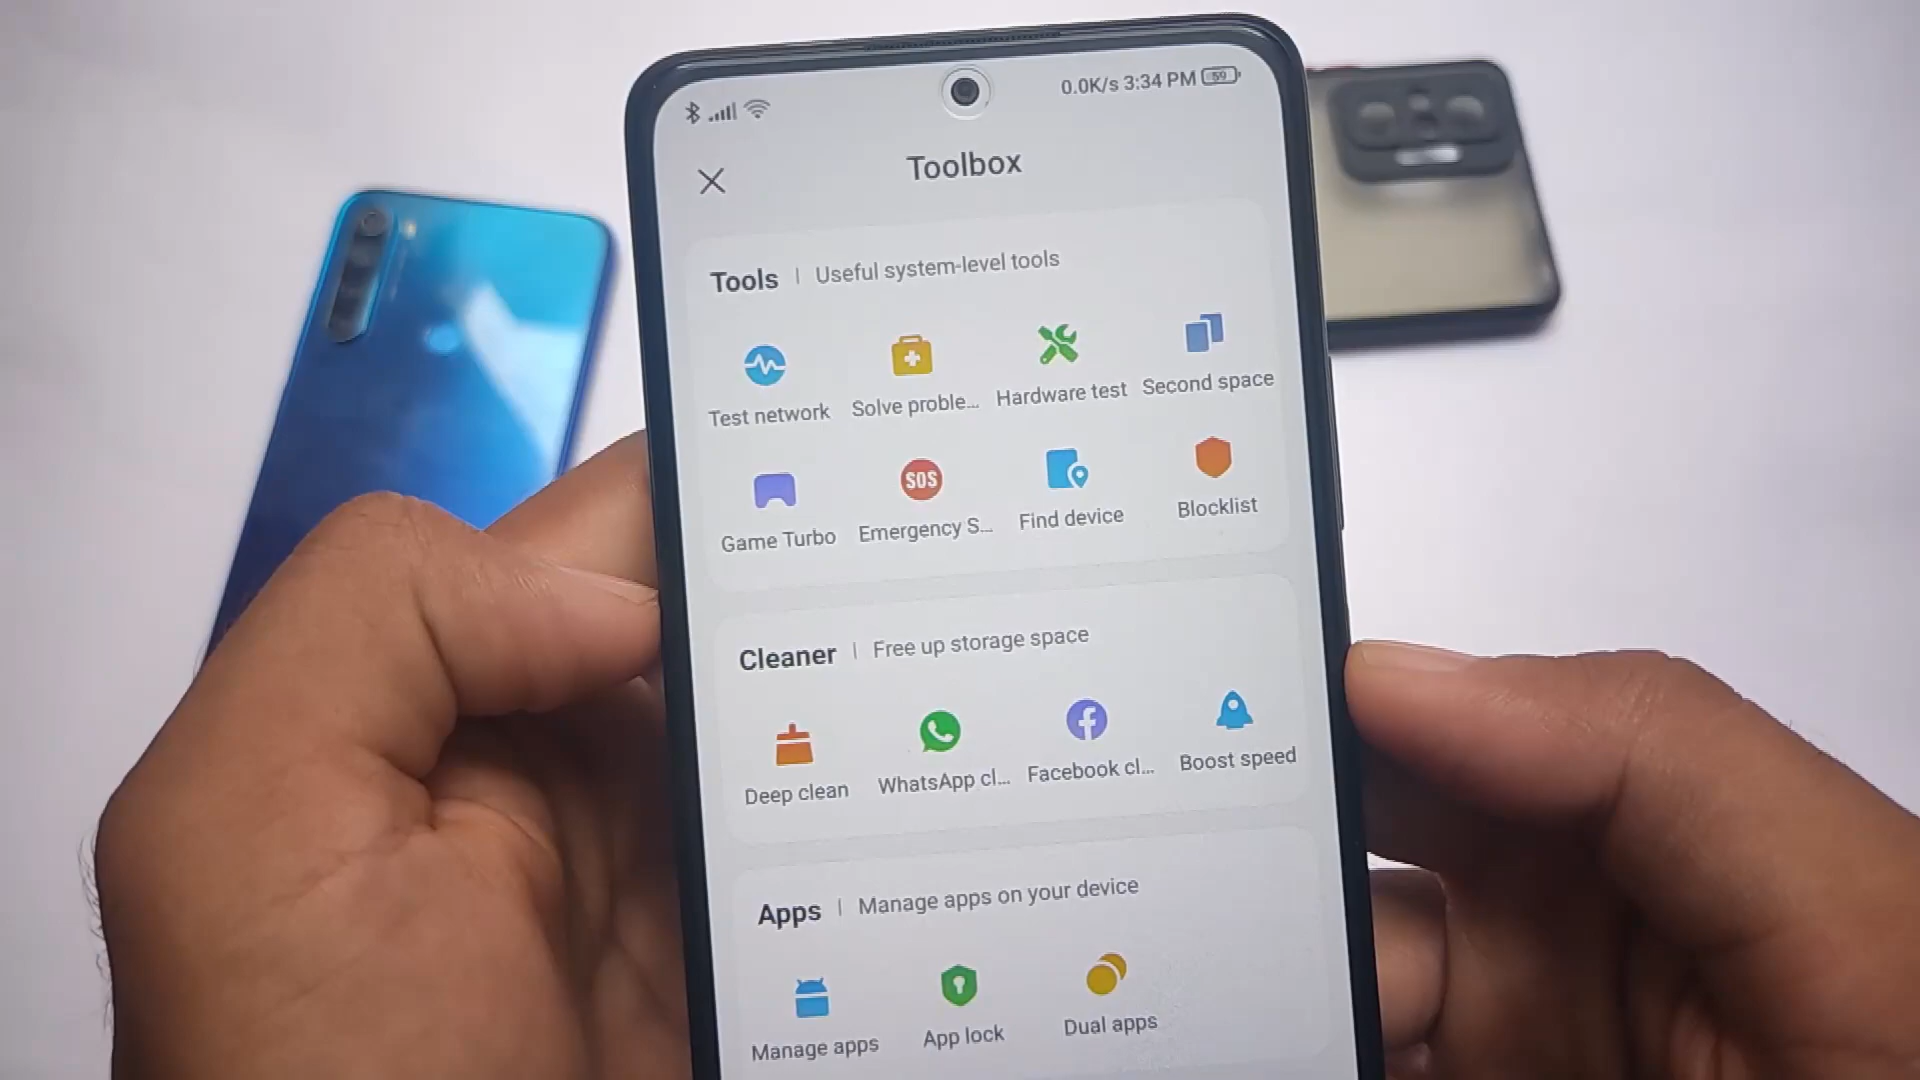 0.0K/s 3:34 PM 59
Toolbox
Tools | Useful system-level tools
Test network Solve proble... Hardware test Second space
SOS
Game Turbo Emergency S... Find device Blocklist
Cleaner | Free up storage space
Deep clean WhatsApp cl... Facebook cl... Boost speed
Apps | Manage apps on your device
Manage apps App lock Dual apps